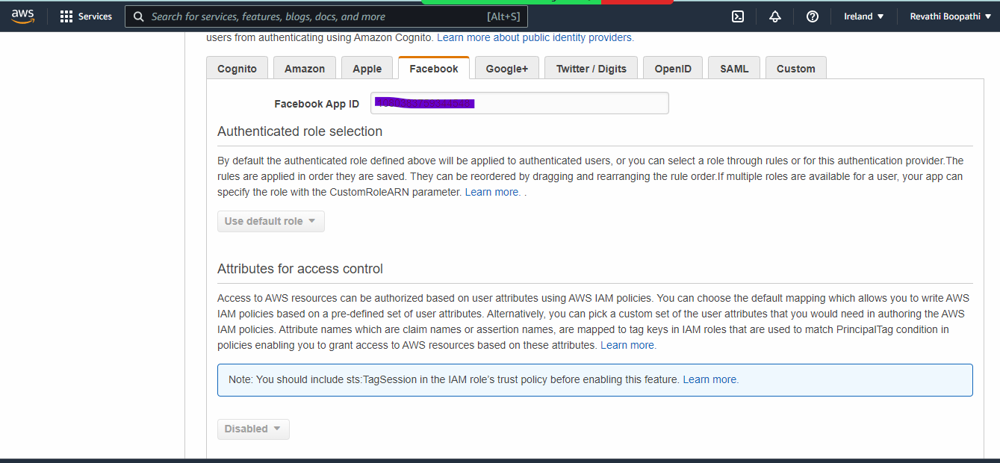 aws Services Search for services, features, blogs, docs, and more [Alt+S] Ireland Revathi Boopathi
users from authenticating using Amazon Cognito. Learn more about public identity providers.
Cognito Amazon Apple Facebook Google+ Twitter / Digits OpenID SAML Custom
Facebook App ID
Authenticated role selection
By default the authenticated role defined above will be applied to authenticated users, or you can select a role through rules or for this authentication provider.The
rules are applied in order they are saved. They can be reordered by dragging and rearranging the rule order.If multiple roles are available for a user, your app can
specify the role with the CustomRoleARN parameter. Learn more. .
Use default role
Attributes for access control
Access to AWS resources can be authorized based on user attributes using AWS IAM policies. You can choose the default mapping which allows you to write AWS
IAM policies based on a pre-defined set of user attributes. Alternatively, you can pick a custom set of the user attributes that you would need in authoring the AWS
IAM policies. Attribute names which are claim names or assertion names, are mapped to tag keys in IAM roles that are used to match PrincipalTag condition in
policies enabling you to grant access to AWS resources based on these attributes. Learn more.
Note: You should include sts:TagSession in the IAM role's trust policy before enabling this feature. Learn more.
Disabled